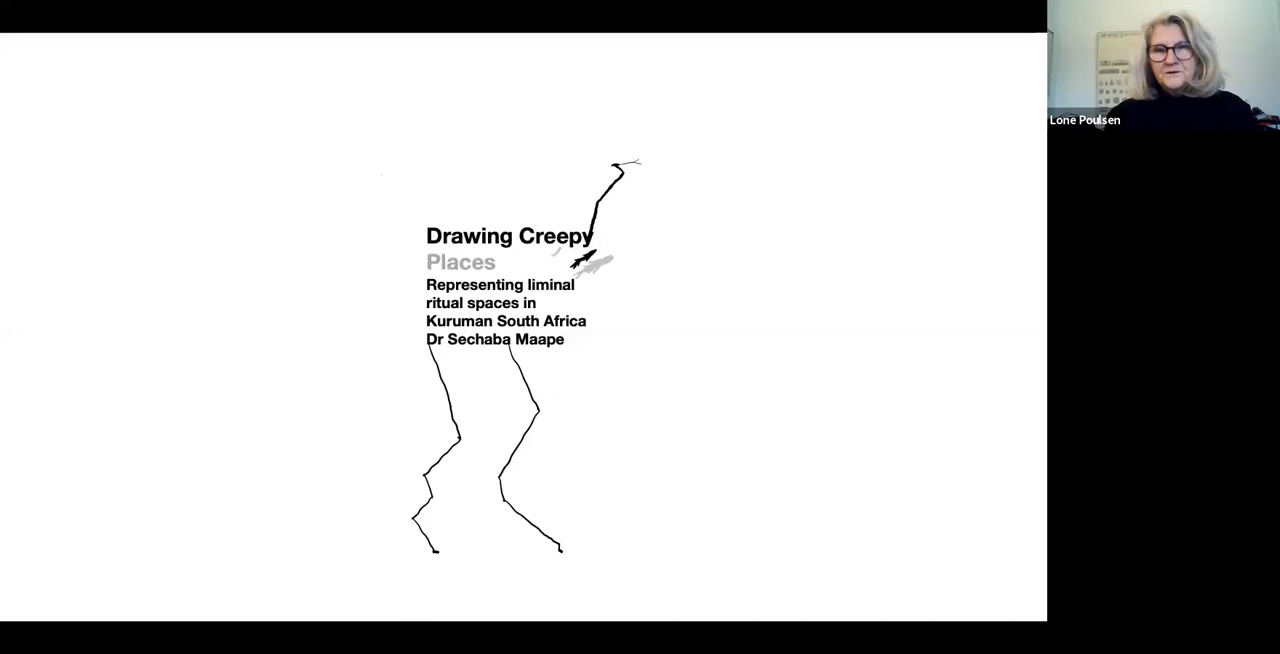 Drawing Creepy
Places
Representing liminal
ritual spaces in
Kuruman South Africa
Dr Sechaba Maape
Lone Poulsen